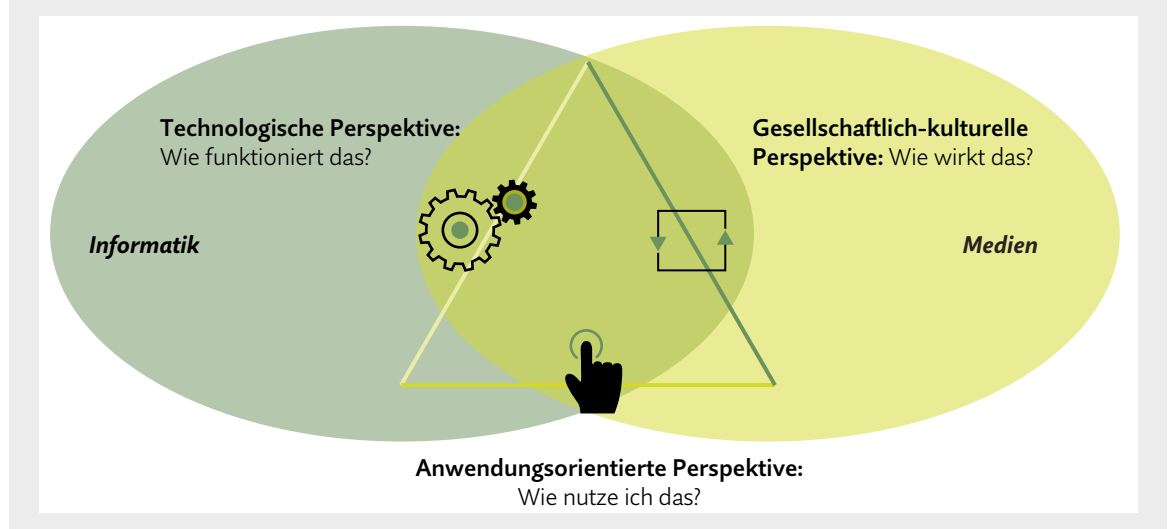 Technologische Perspektive:
Wie funktioniert das?
Gesellschaftlich-kulturelle
Perspektive: Wie wirkt das?
Informatik
Medien
Anwendungsorientierte Perspektive:
Wie nutze ich das?